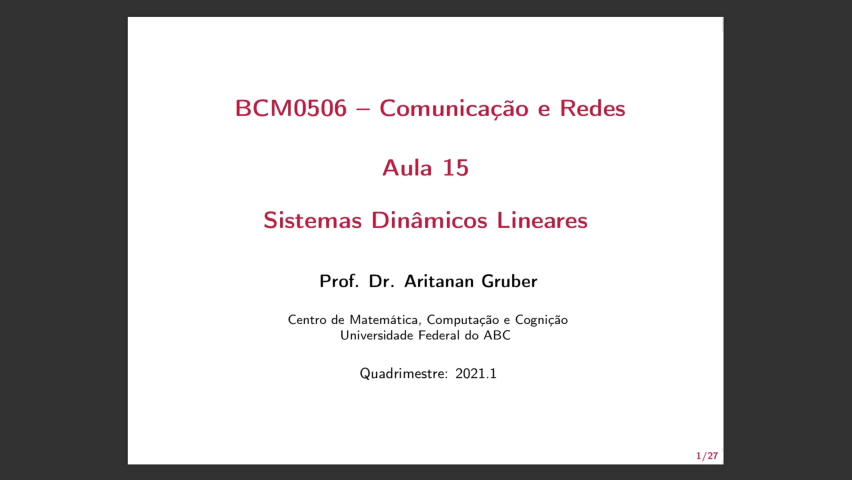 BCM0506 – Comunicação e Redes
Aula 15
Sistemas Dinâmicos Lineares
Prof. Dr. Aritanan Gruber
Centro de Matemática, Computação e Cognição
Universidade Federal do ABC
Quadrimestre: 2021.1
1/27